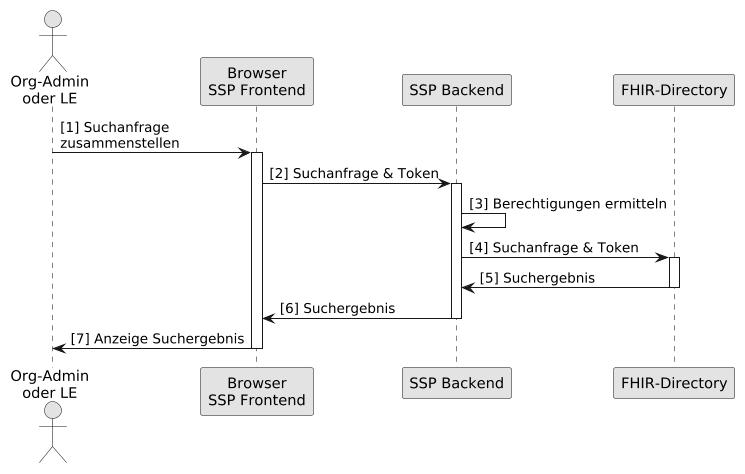 Org-Admin
oder LE
Browser
SSP Frontend
SSP Backend
FHIR-Directory
[1] Suchanfrage
zusammenstellen
[2] Suchanfrage & Token
[3] Berechtigungen ermitteln
[4] Suchanfrage & Token
[5] Suchergebnis
[6] Suchergebnis
[7] Anzeige Suchergebnis
Org-Admin
oder LE
Browser
SSP Frontend
SSP Backend
FHIR-Directory